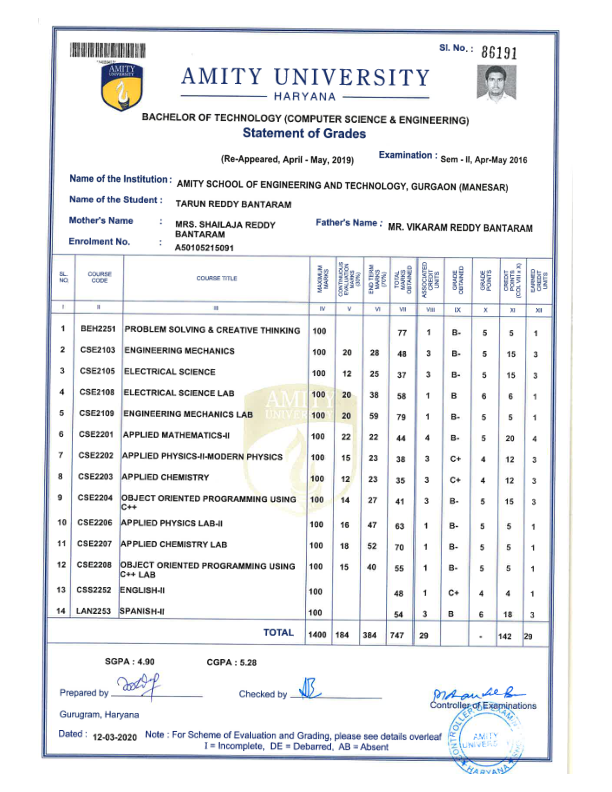 Sl. No. : 86191
AMITY
UNIVERSITY
AMITY UNIVERSITY
HARYANA
BACHELOR OF TECHNOLOGY (COMPUTER SCIENCE & ENGINEERING)
Statement of Grades
(Re-Appeared, April - May, 2019) Examination : Sem - II, Apr-May 2016
Name of the Institution : AMITY SCHOOL OF ENGINEERING AND TECHNOLOGY, GURGAON (MANESAR)
Name of the Student : TARUN REDDY BANTARAM
Mother's Name : MRS. SHAILAJA REDDY BANTARAM Father's Name : MR. VIKARAM REDDY BANTARAM
Enrolment No. : A50105215091
SL. NO. COURSE CODE COURSE TITLE MAXIMUM MARKS CONTINUOUS EVALUATION MARKS (30%) END TERM MARKS (70%) TOTAL MARKS OBTAINED ASSOCIATED CREDIT UNITS GRADE OBTAINED GRADE POINTS CREDIT POINTS (COL VIII x X) EARNED CREDIT UNITS
I II III IV V VI VII VIII IX X XI XII
1 BEH2251 PROBLEM SOLVING & CREATIVE THINKING 100 77 1 B- 5 5 1
2 CSE2103 ENGINEERING MECHANICS 100 20 28 48 3 B- 5 15 3
3 CSE2105 ELECTRICAL SCIENCE 100 12 25 37 3 B- 5 15 3
4 CSE2108 ELECTRICAL SCIENCE LAB 100 20 38 58 1 B 6 6 1
5 CSE2109 ENGINEERING MECHANICS LAB 100 20 59 79 1 B- 5 5 1
6 CSE2201 APPLIED MATHEMATICS-II 100 22 22 44 4 B- 5 20 4
7 CSE2202 APPLIED PHYSICS-II-MODERN PHYSICS 100 15 23 38 3 C+ 4 12 3
8 CSE2203 APPLIED CHEMISTRY 100 12 23 35 3 C+ 4 12 3
9 CSE2204 OBJECT ORIENTED PROGRAMMING USING C++ 100 14 27 41 3 B- 5 15 3
10 CSE2206 APPLIED PHYSICS LAB-II 100 16 47 63 1 B- 5 5 1
11 CSE2207 APPLIED CHEMISTRY LAB 100 18 52 70 1 B- 5 5 1
12 CSE2208 OBJECT ORIENTED PROGRAMMING USING C++ LAB 100 15 40 55 1 B- 5 5 1
13 CSS2252 ENGLISH-II 100 48 1 C+ 4 4 1
14 LAN2253 SPANISH-II 100 54 3 B 6 18 3
AMITY
UNIVERSITY
TOTAL 1400 184 384 747 29 - 142 29
SGPA : 4.90 CGPA : 5.28
Prepared by Checked by Controller of Examinations
Gurugram, Haryana
Dated : 12-03-2020 Note : For Scheme of Evaluation and Grading, please see details overleaf
I = Incomplete, DE = Debarred, AB = Absent
CONTROLLER OF EXAM
AMITY
UNIVERS
HARYANA